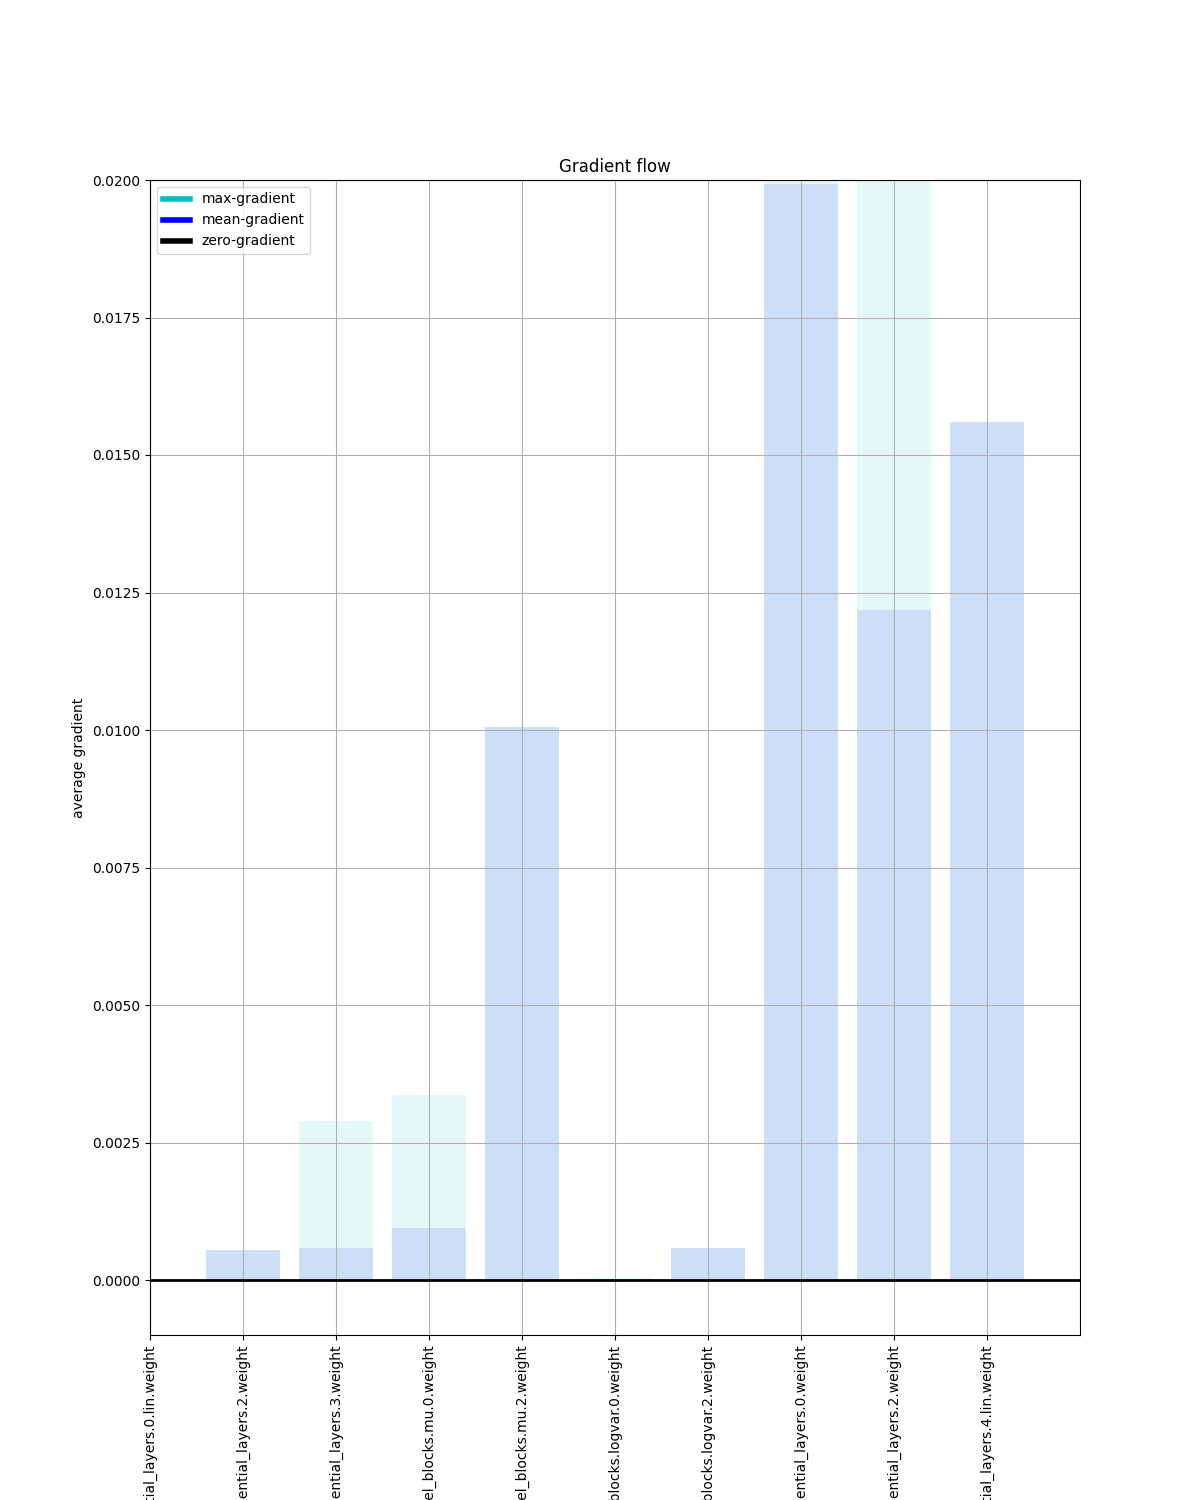 Gradient flow
max-gradient
mean-gradient
zero-gradient
0.0200
0.0175
0.0150
0.0125
0.0100
0.0075
0.0050
0.0025
0.0000
average gradient
tial_layers.0.lin.weight
ential_layers.2.weight
ential_layers.3.weight
el_blocks.mu.0.weight
el_blocks.mu.2.weight
blocks.logvar.0.weight
blocks.logvar.2.weight
ential_layers.0.weight
ential_layers.2.weight
tial_layers.4.lin.weight